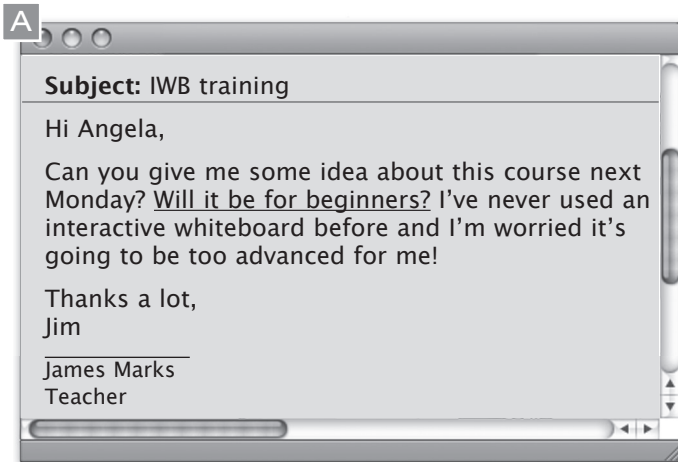 A
Subject: IWB training
Hi Angela,
Can you give me some idea about this course next
Monday? Will it be for beginners? I’ve never used an
interactive whiteboard before and I’m worried it’s
going to be too advanced for me!
Thanks a lot,
Jim
James Marks
Teacher